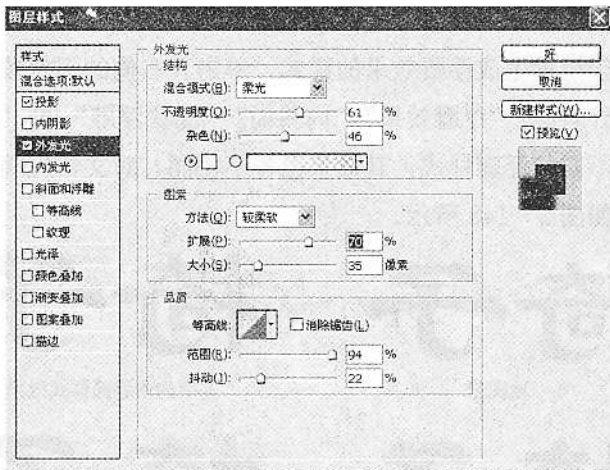 图层样式
样式
混合选项:默认
投影
内阴影
外发光
内发光
斜面和浮雕
等高线
纹理
光泽
颜色叠加
渐变叠加
图案叠加
描边
外发光
结构
混合模式(B): 柔光
不透明度(O): 61 %
杂色(N): 46 %
图素
方法(Q): 较柔软
扩展(P): 70 %
大小(S): 35 像素
品质
等高线: 消除锯齿(L)
范围(R): 94 %
抖动(J): 22 %
好
取消
新建样式(W)...
预览(V)